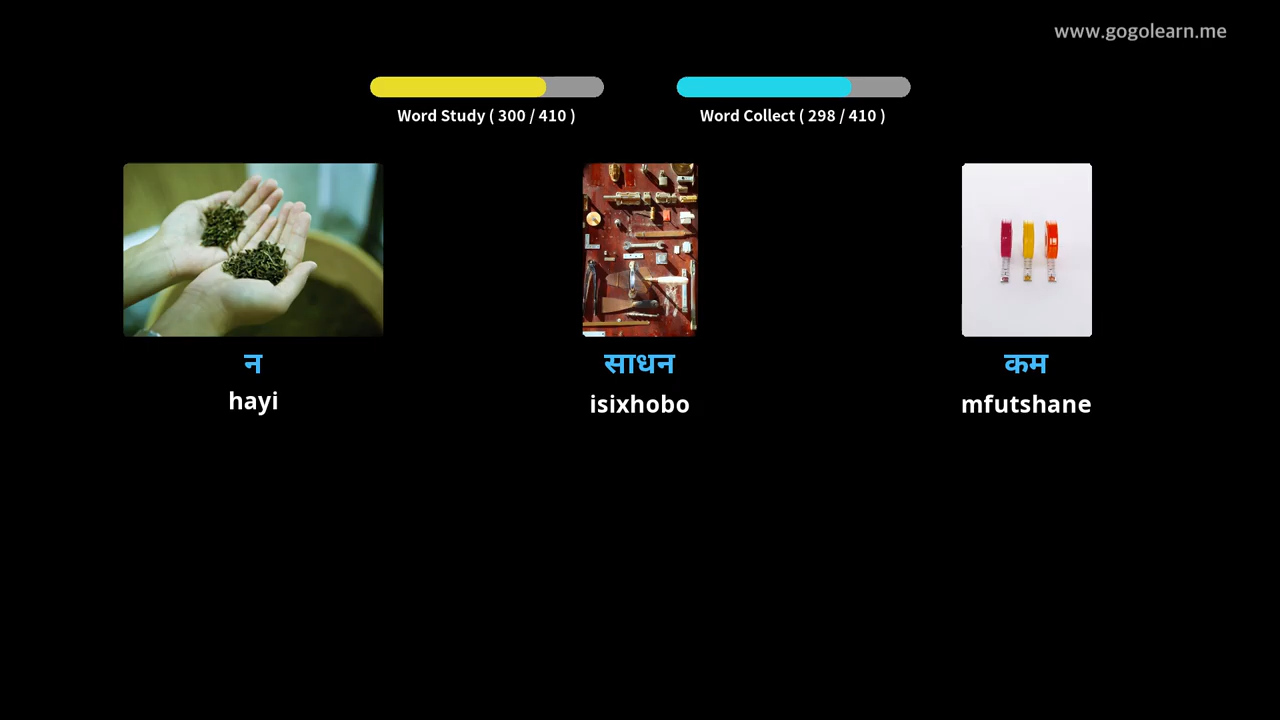 www.gogolearn.me
Word Study ( 300 / 410 )
Word Collect ( 298 / 410 )
न
hayi
साधन
isixhobo
कम
mfutshane